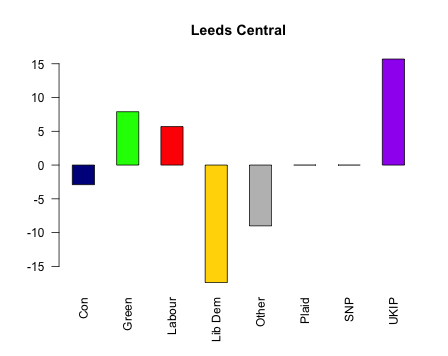 Leeds Central
15
10
5
0
-5
-10
-15
Con
Green
Labour
Lib Dem
Other
Plaid
SNP
UKIP